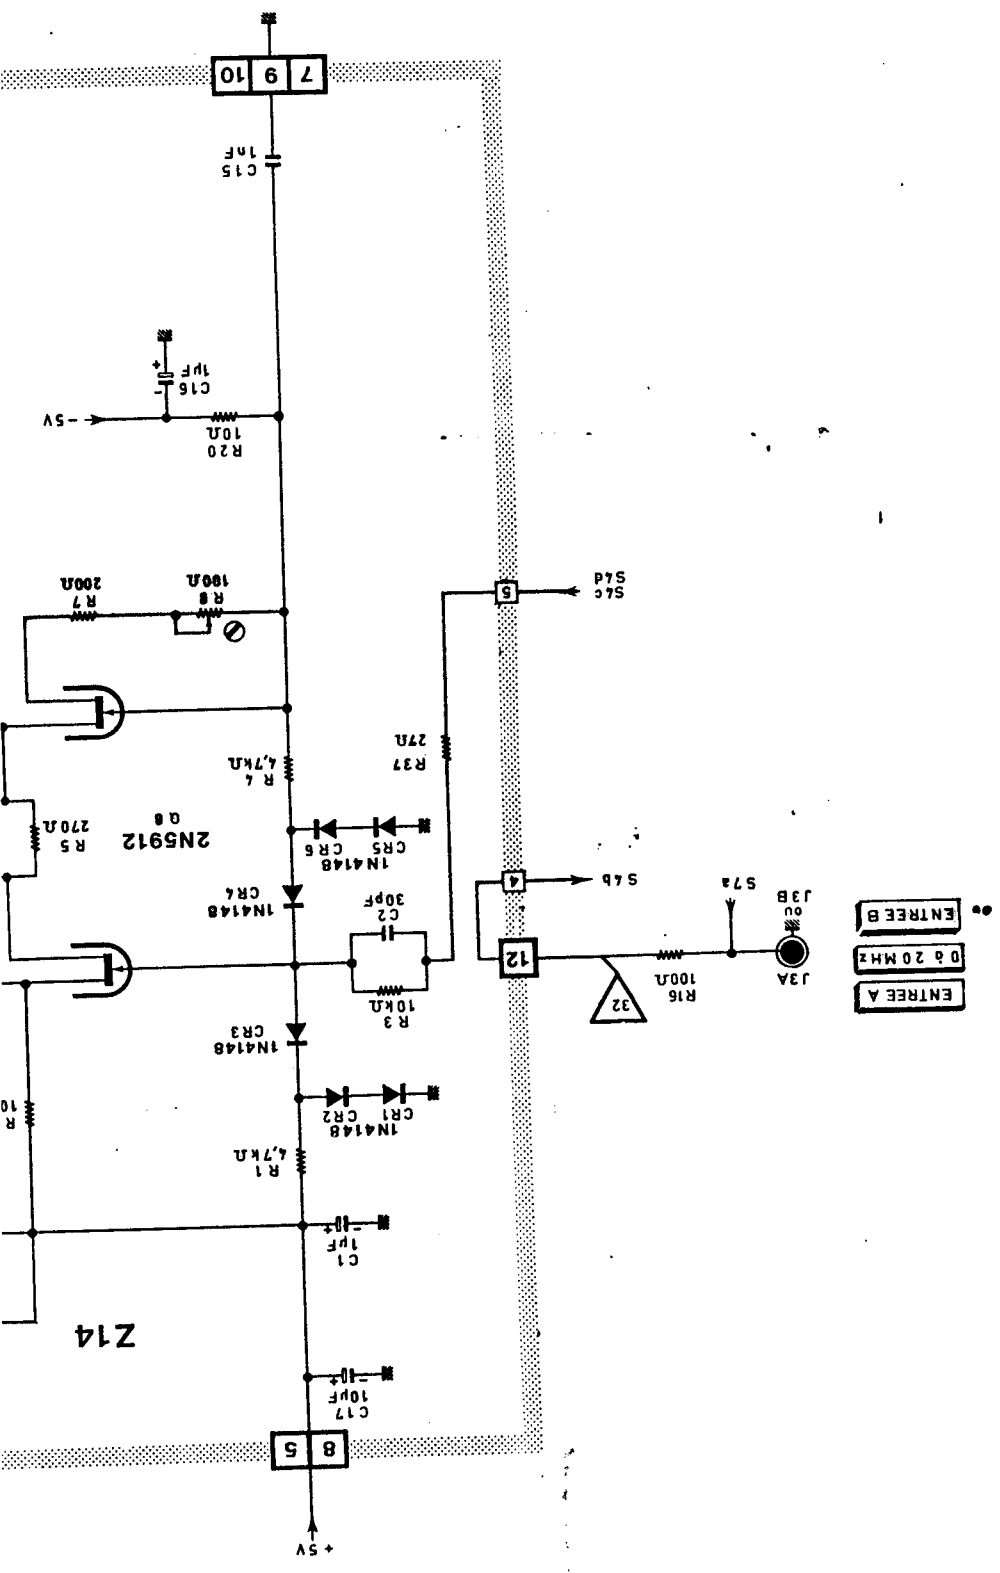 +5V
8 5
C17
10µF
+ -
Z14
C1
1µF
+ -
R1
4,7kΩ
R
10
CR1 CR2
1N4148
CR3
1N4148
ENTREE A
0 à 20MHz
ENTREE B
J3A
ou
J3B
R16
100Ω
S7a
32
12
4
S4b
R3
10kΩ
C2
30pF
CR4
1N4148
CR5 CR6
1N4148
R5
270Ω
2N5912
Q8
R4
4,7kΩ
R37
27Ω
S4c
S4d
5
R8
100Ω
R7
200Ω
R20
10Ω
-5V
C16
1µF
- +
C15
1nF
7 9 10